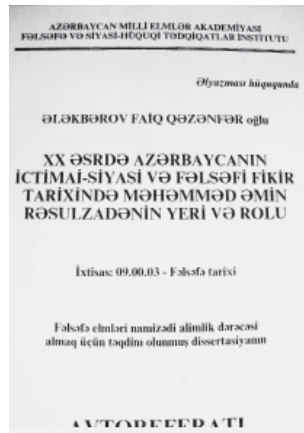 AZƏRBAYCAN MİLLİ ELMLƏR AKADEMİYASI
FƏLSƏFƏ VƏ SİYASİ-HÜQUQİ TƏDQİQATLAR İNSTİTUTU
Əlyazması hüququnda
ƏLƏKBƏROV FAİQ QƏZƏNFƏR oğlu
XX ƏSRDƏ AZƏRBAYCANIN
İCTİMAİ-SİYASİ VƏ FƏLSƏFİ FİKİR
TARİXİNDƏ MƏHƏMMƏD ƏMİN
RƏSULZADƏNİN YERİ VƏ ROLU
İxtisas: 09.00.03 - Fəlsəfə tarixi
Fəlsəfə elmləri namizədi alimlik dərəcəsi
almaq üçün təqdim olunmuş dissertasiyanın
AVTOREFERATI